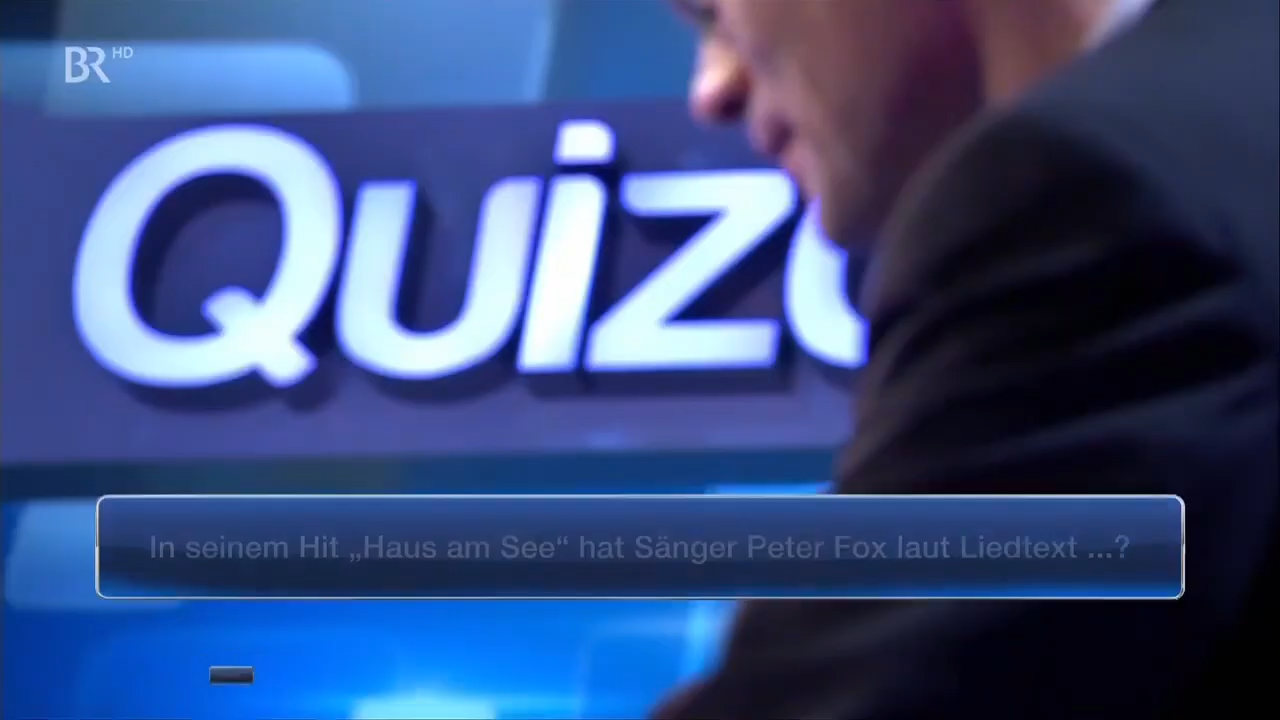 BR HD
Quiz
In seinem Hit „Haus am See“ hat Sänger Peter Fox laut Liedtext ...?